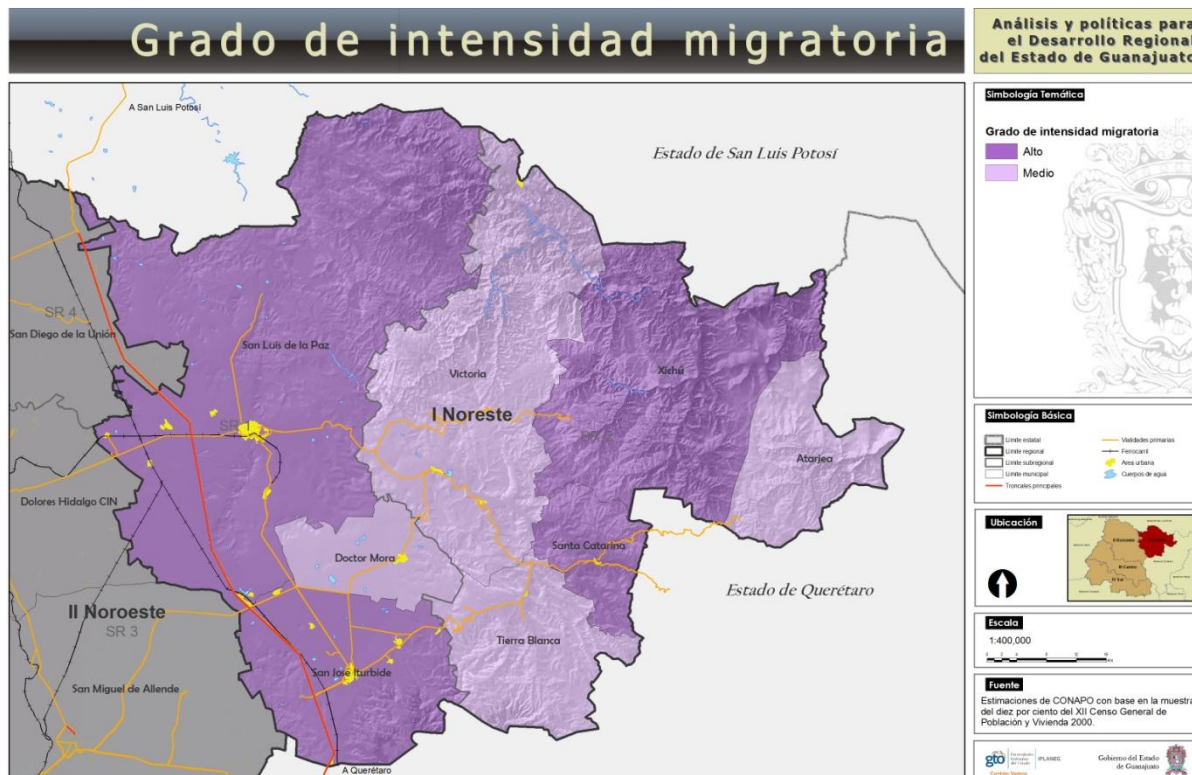 Grado de intensidad migratoria
Análisis y políticas para
el Desarrollo Regional
del Estado de Guanajuato
A San Luis Potosí
Estado de San Luis Potosí
SR 4
San Diego de la Unión
San Luis de la Paz
Victoria
Xichú
I Noreste
SR 1
Atarjea
Dolores Hidalgo CIN
Doctor Mora
Santa Catarina
Estado de Querétaro
II Noroeste
SR 3
Tierra Blanca
San José Iturbide
San Miguel de Allende
A Querétaro
Simbología Temática
Grado de intensidad migratoria
Alto
Medio
Simbología Básica
Límite estatal
Límite regional
Límite subregional
Límite municipal
Troncales principales
Vialidades primarias
Ferrocarril
Area urbana
Cuerpos de agua
Ubicación
Escala
1:400,000
Fuente
Estimaciones de CONAPO con base en la muestra
del diez por ciento del XII Censo General de
Población y Vivienda 2000.
gto
IPLANEG
Gobierno del Estado
de Guanajuato